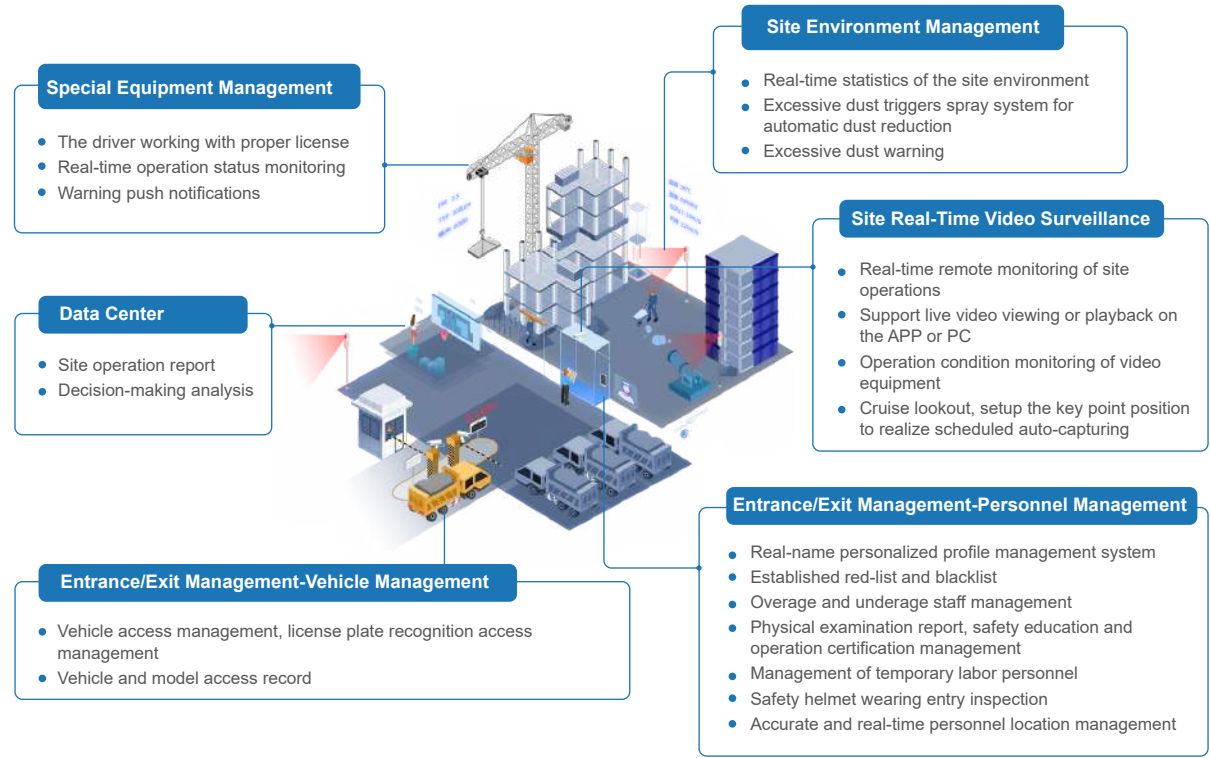 Site Environment Management
Real-time statistics of the site environment
Excessive dust triggers spray system for
automatic dust reduction
Excessive dust warning
Special Equipment Management
The driver working with proper license
Real-time operation status monitoring
Warning push notifications
Site Real-Time Video Surveillance
Real-time remote monitoring of site
operations
Support live video viewing or playback on
the APP or PC
Operation condition monitoring of video
equipment
Cruise lookout, setup the key point position
to realize scheduled auto-capturing
Data Center
Site operation report
Decision-making analysis
Entrance/Exit Management-Personnel Management
Real-name personalized profile management system
Established red-list and blacklist
Overage and underage staff management
Physical examination report, safety education and
operation certification management
Management of temporary labor personnel
Safety helmet wearing entry inspection
Accurate and real-time personnel location management
Entrance/Exit Management-Vehicle Management
Vehicle access management, license plate recognition access
management
Vehicle and model access record